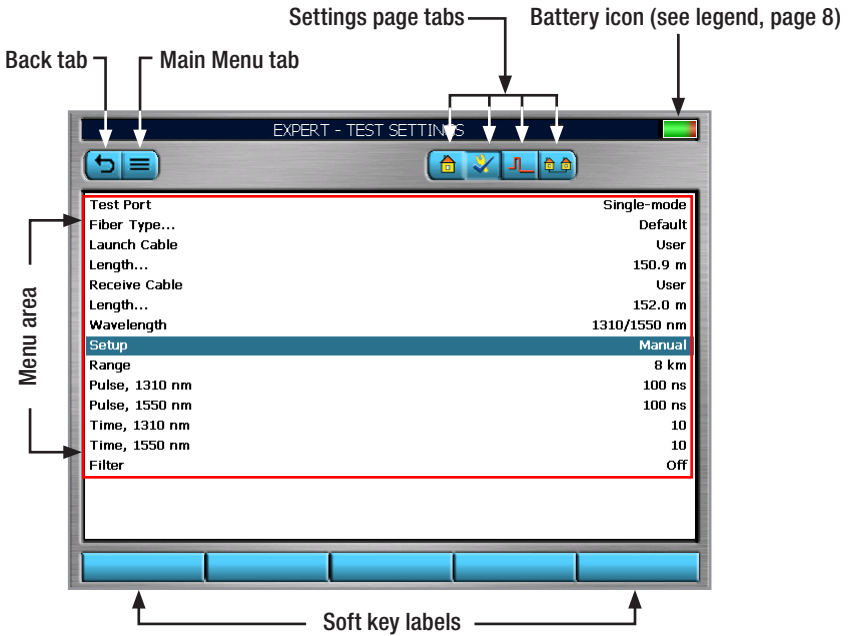 Settings page tabs
Battery icon (see legend, page 8)
Back tab
Main Menu tab
EXPERT - TEST SETTINGS
Test Port Single-mode
Fiber Type... Default
Launch Cable User
Length... 150.9 m
Receive Cable User
Length... 152.0 m
Wavelength 1310/1550 nm
Setup Manual
Range 8 km
Pulse, 1310 nm 100 ns
Pulse, 1550 nm 100 ns
Time, 1310 nm 10
Time, 1550 nm 10
Filter Off
Menu area
Soft key labels